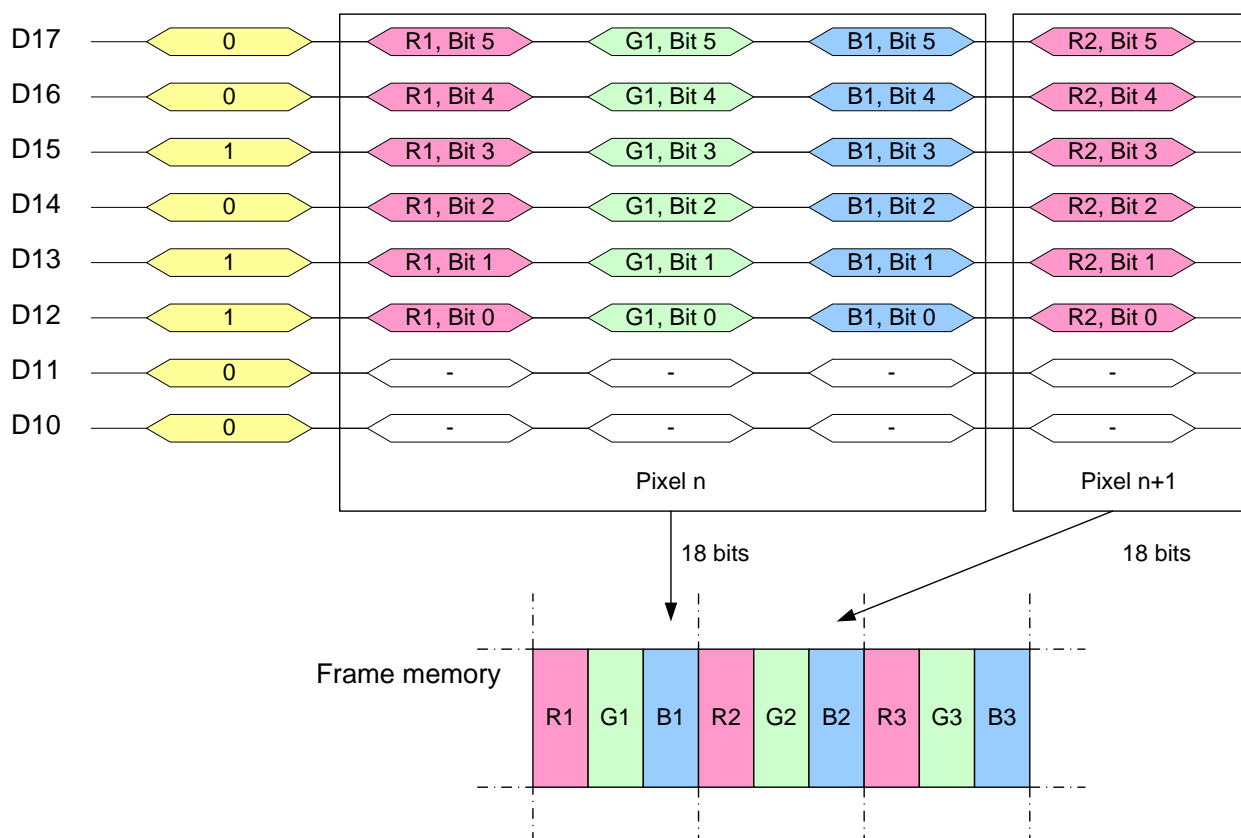 D17 0 R1, Bit 5 G1, Bit 5 B1, Bit 5 R2, Bit 5
D16 0 R1, Bit 4 G1, Bit 4 B1, Bit 4 R2, Bit 4
D15 1 R1, Bit 3 G1, Bit 3 B1, Bit 3 R2, Bit 3
D14 0 R1, Bit 2 G1, Bit 2 B1, Bit 2 R2, Bit 2
D13 1 R1, Bit 1 G1, Bit 1 B1, Bit 1 R2, Bit 1
D12 1 R1, Bit 0 G1, Bit 0 B1, Bit 0 R2, Bit 0
D11 0 - - - -
D10 0 - - - -
Pixel n Pixel n+1
18 bits 18 bits
Frame memory
R1 G1 B1 R2 G2 B2 R3 G3 B3